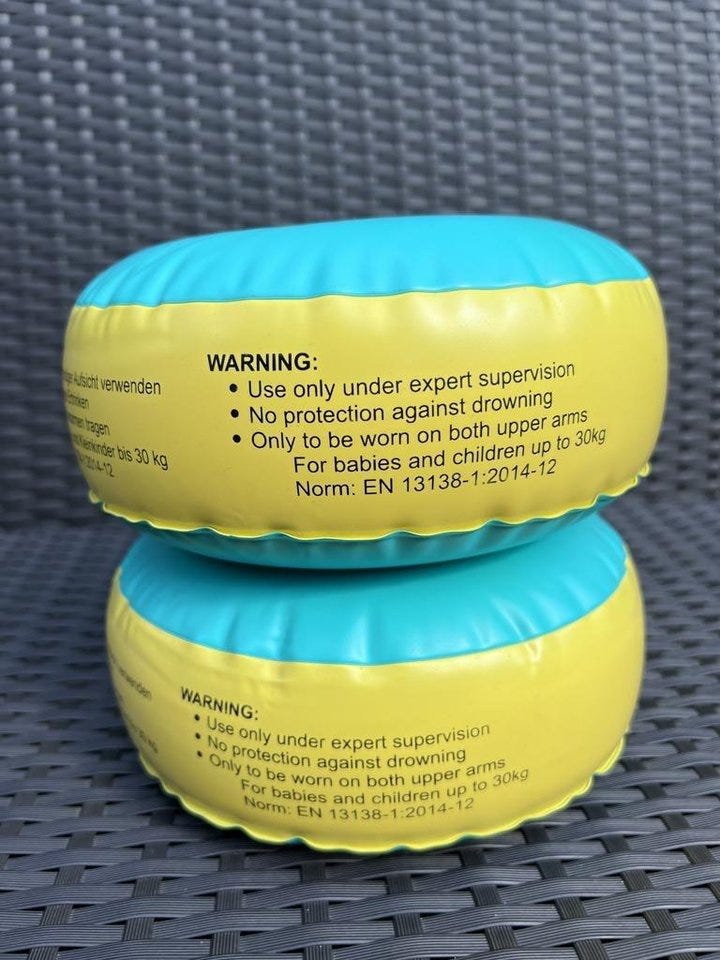 Aufsicht verwenden
Ertrinken
tragen
Kleinkinder bis 30 kg
2014-12
WARNING:
• Use only under expert supervision
• No protection against drowning
• Only to be worn on both upper arms
For babies and children up to 30kg
Norm: EN 13138-1:2014-12
WARNING:
• Use only under expert supervision
• No protection against drowning
• Only to be worn on both upper arms
For babies and children up to 30kg
Norm: EN 13138-1:2014-12